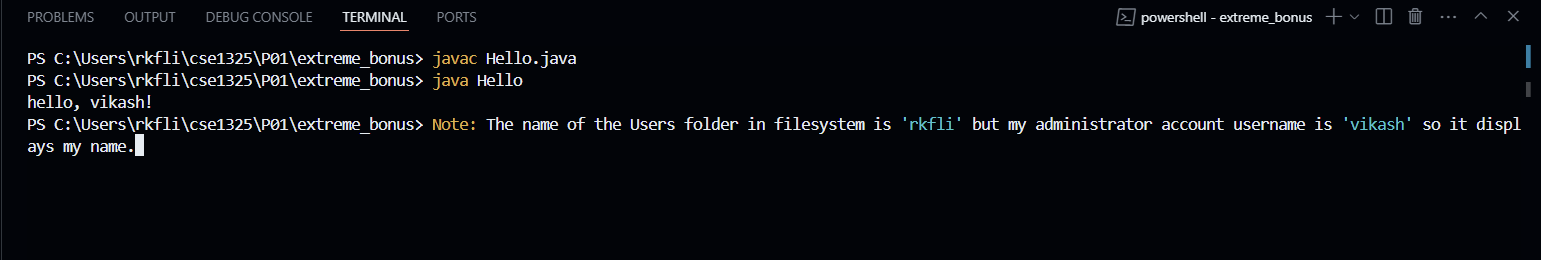 PROBLEMS OUTPUT DEBUG CONSOLE TERMINAL PORTS powershell - extreme_bonus
PS C:\Users\rkfli\cse1325\P01\extreme_bonus> javac Hello.java
PS C:\Users\rkfli\cse1325\P01\extreme_bonus> java Hello
hello, vikash!
PS C:\Users\rkfli\cse1325\P01\extreme_bonus> Note: The name of the Users folder in filesystem is 'rkfli' but my administrator account username is 'vikash' so it displ
ays my name.